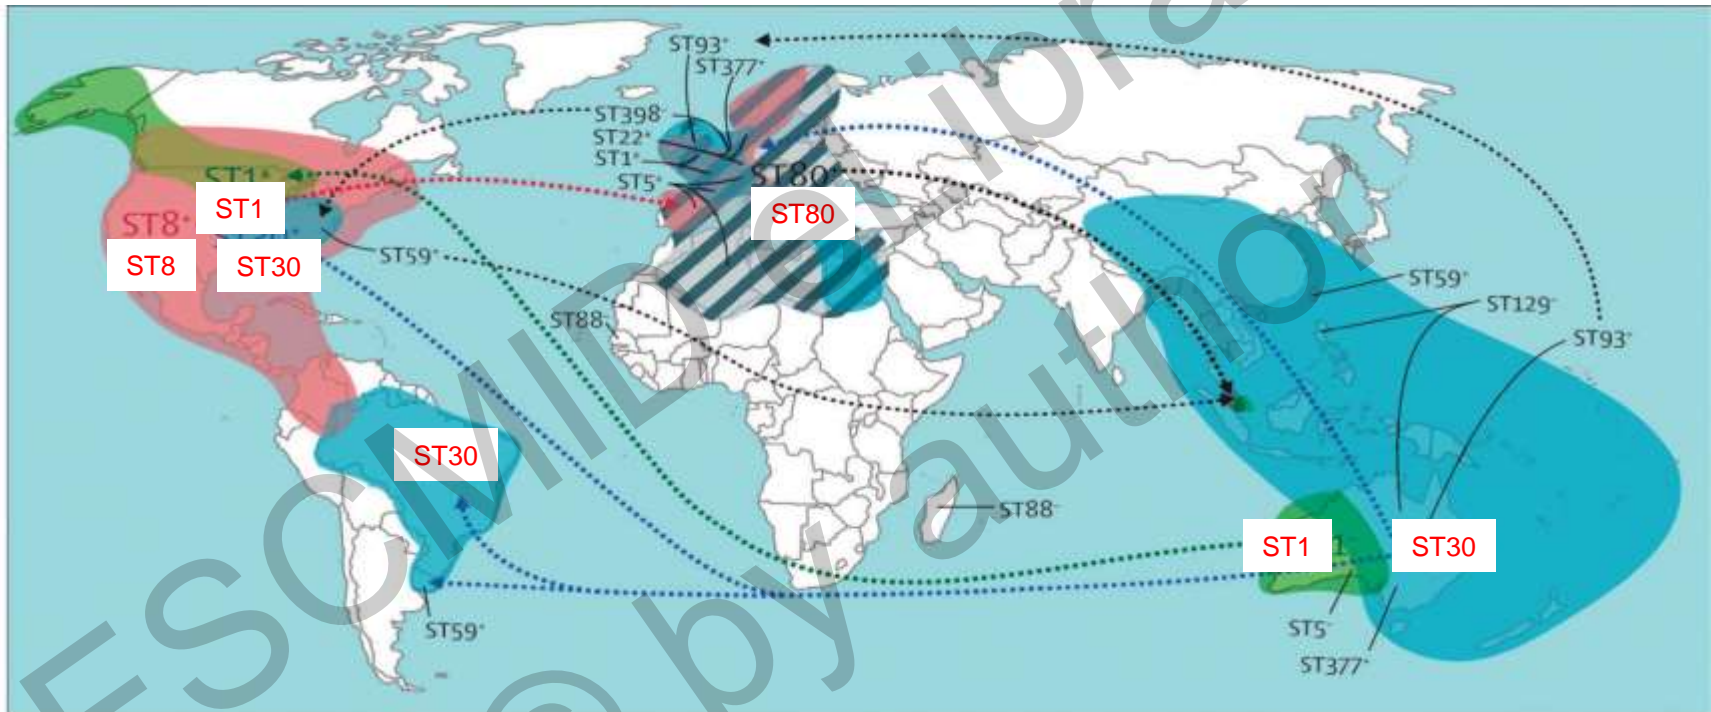 ST93+
ST377+
ST398-
ST22+
ST1+
ST5+
ST1+
ST1
ST8+
ST8
ST30
ST80+
ST80
ST59-
ST88-
ST59+
ST129-
ST93+
ST30
ST88-
ST1
ST30
ST5-
ST377+
ST59+
ESCMID eLibrary
© by author